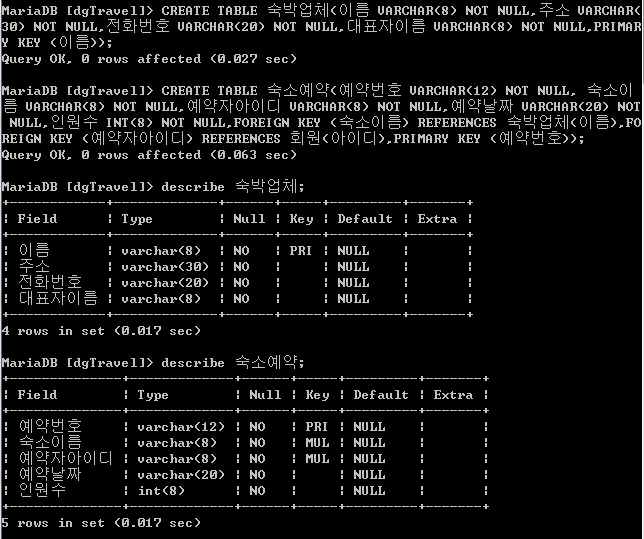 MariaDB [dgTravel]> CREATE TABLE 숙박업체(이름 VARCHAR(8) NOT NULL,주소 VARCHAR(
30) NOT NULL,전화번호 VARCHAR(20) NOT NULL,대표자이름 VARCHAR(8) NOT NULL,PRIMAR
Y KEY (이름));
Query OK, 0 rows affected (0.027 sec)
MariaDB [dgTravel]> CREATE TABLE 숙소예약(예약번호 VARCHAR(12) NOT NULL, 숙소이
름 VARCHAR(8) NOT NULL,예약자아이디 VARCHAR(8) NOT NULL,예약날짜 VARCHAR(20) NOT
 NULL,인원수 INT(8) NOT NULL,FOREIGN KEY (숙소이름) REFERENCES 숙박업체(이름),FO
REIGN KEY (예약자아이디) REFERENCES 회원(아이디),PRIMARY KEY (예약번호));
Query OK, 0 rows affected (0.063 sec)
MariaDB [dgTravel]> describe 숙박업체;
+------------+-------------+------+-----+---------+-------+
| Field      | Type        | Null | Key | Default | Extra |
+------------+-------------+------+-----+---------+-------+
| 이름       | varchar(8)  | NO   | PRI | NULL    |       |
| 주소       | varchar(30) | NO   |     | NULL    |       |
| 전화번호   | varchar(20) | NO   |     | NULL    |       |
| 대표자이름 | varchar(8)  | NO   |     | NULL    |       |
+------------+-------------+------+-----+---------+-------+
4 rows in set (0.017 sec)
MariaDB [dgTravel]> describe 숙소예약;
+--------------+-------------+------+-----+---------+-------+
| Field        | Type        | Null | Key | Default | Extra |
+--------------+-------------+------+-----+---------+-------+
| 예약번호     | varchar(12) | NO   | PRI | NULL    |       |
| 숙소이름     | varchar(8)  | NO   | MUL | NULL    |       |
| 예약자아이디 | varchar(8)  | NO   | MUL | NULL    |       |
| 예약날짜     | varchar(20) | NO   |     | NULL    |       |
| 인원수       | int(8)      | NO   |     | NULL    |       |
+--------------+-------------+------+-----+---------+-------+
5 rows in set (0.017 sec)